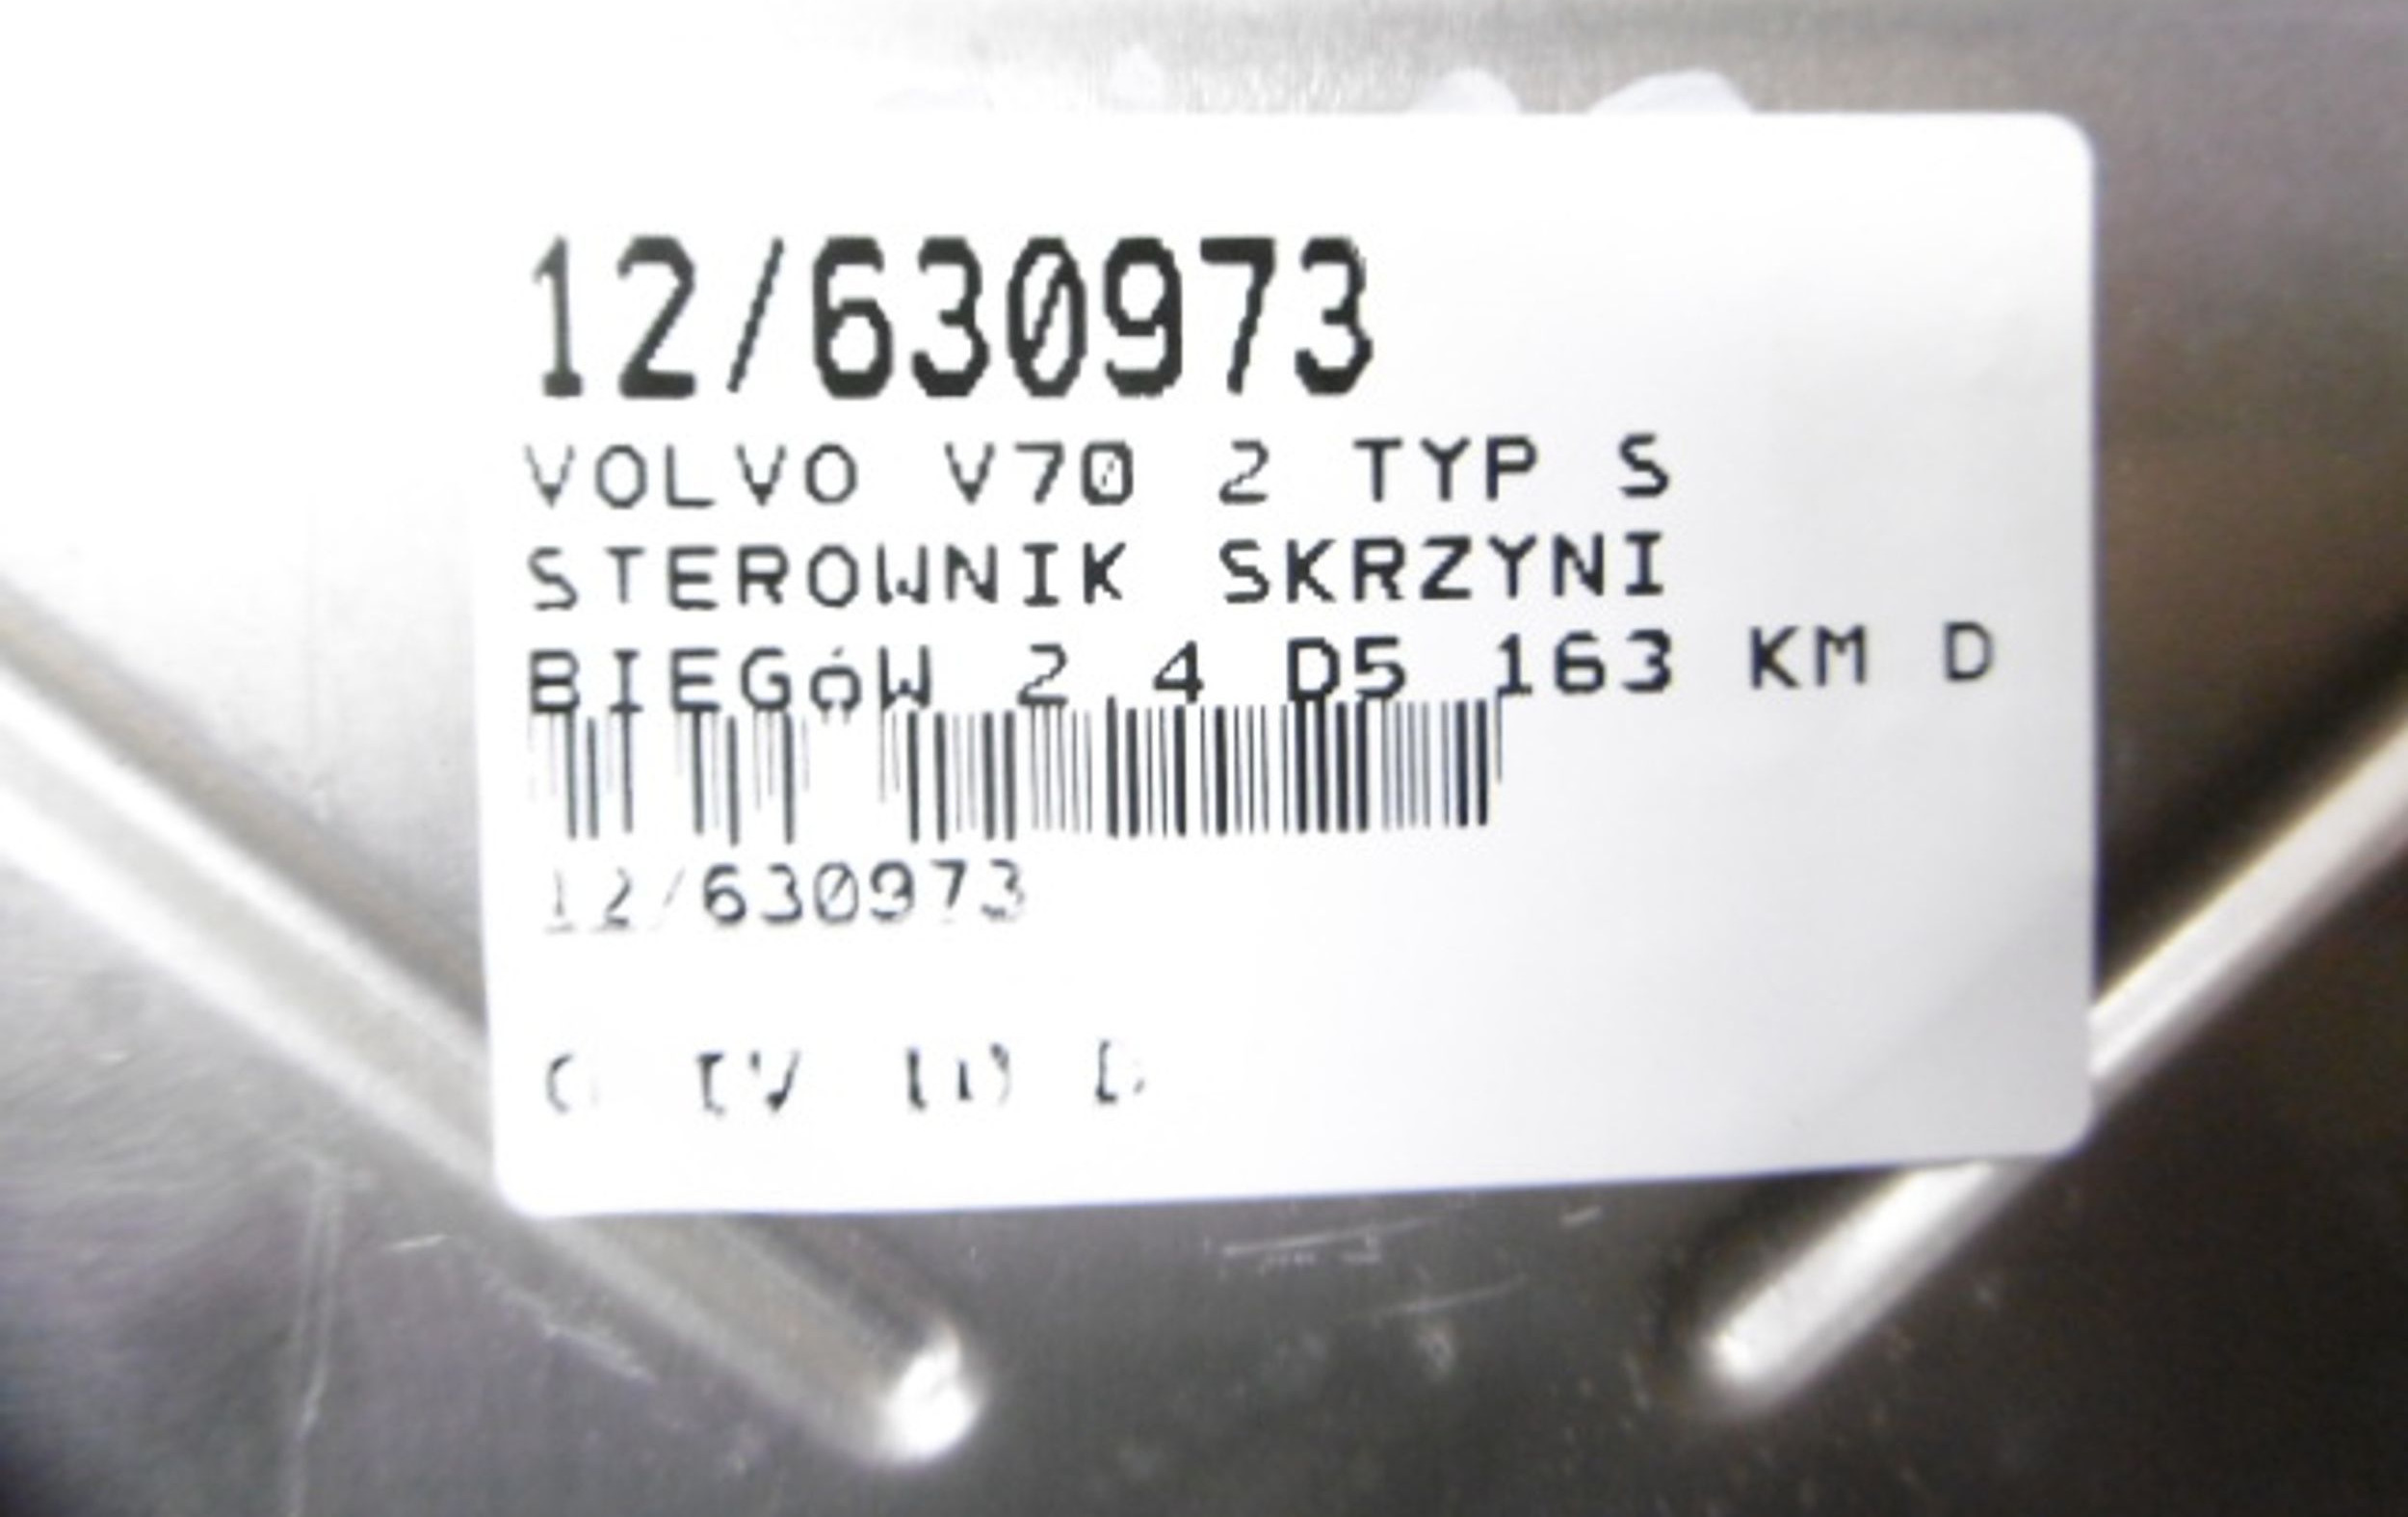 12/630973
VOLVO V70 2 TYP S
STEROWNIK SKRZYNI
BIEGóW 2 4 D5 163 KM D
12/630973